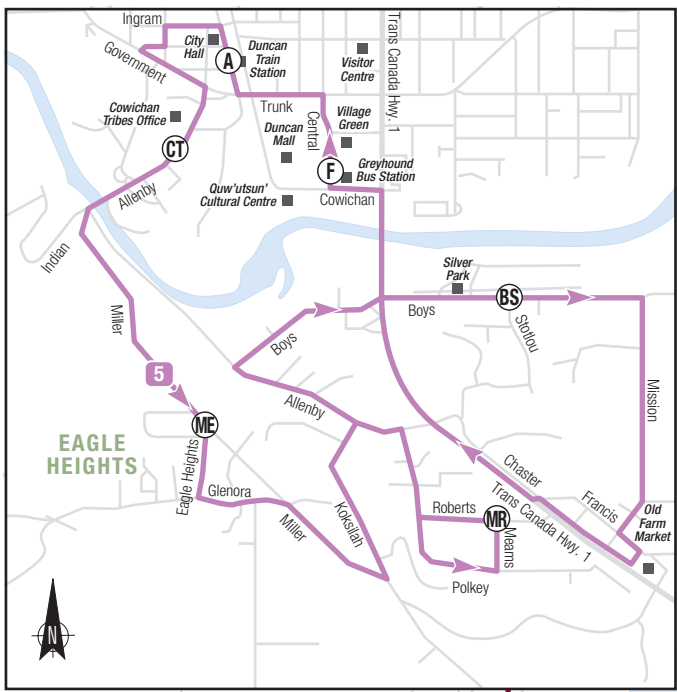 Ingram
City
Hall
A
Duncan
Train
Station
Visitor
Centre
Trans Canada Hwy. 1
Government
Cowichan
Tribes Office
Trunk
Central
Village
Green
Duncan
Mall
CT
Greyhound
Bus Station
F
Allenby
Quw'utsun'
Cultural Centre
Cowichan
Indian
Silver
Park
BS
Miller
Boys
Stotlou
Boys
5
Mission
Allenby
ME
EAGLE
HEIGHTS
Eagle Heights
Glenora
Miller
Koksilah
Chaster
Trans Canada Hwy. 1
Francis
Old
Farm
Market
Roberts
MR
Mearns
Polkey
N